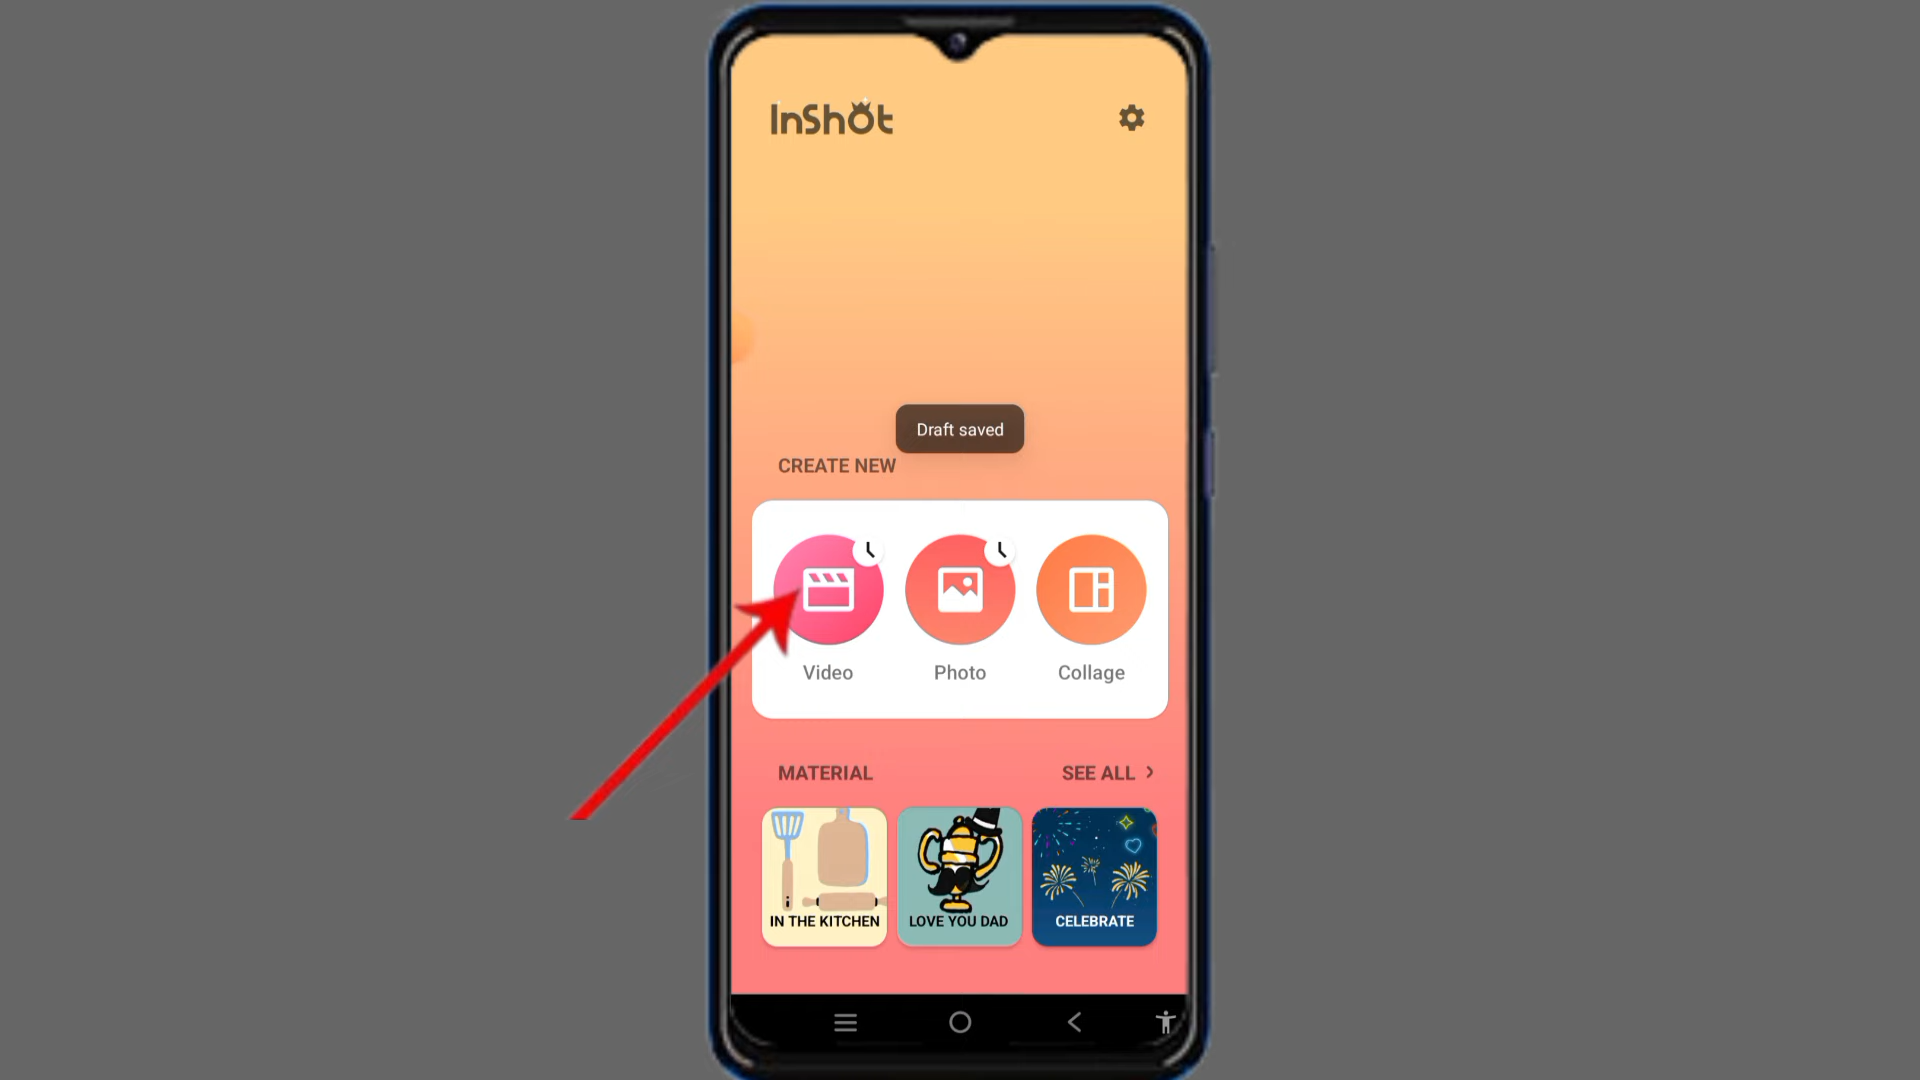 InShOt
Draft saved
CREATE NEW
Video
Photo
Collage
MATERIAL
SEE ALL
IN THE KITCHEN
LOVE YOU DAD
CELEBRATE